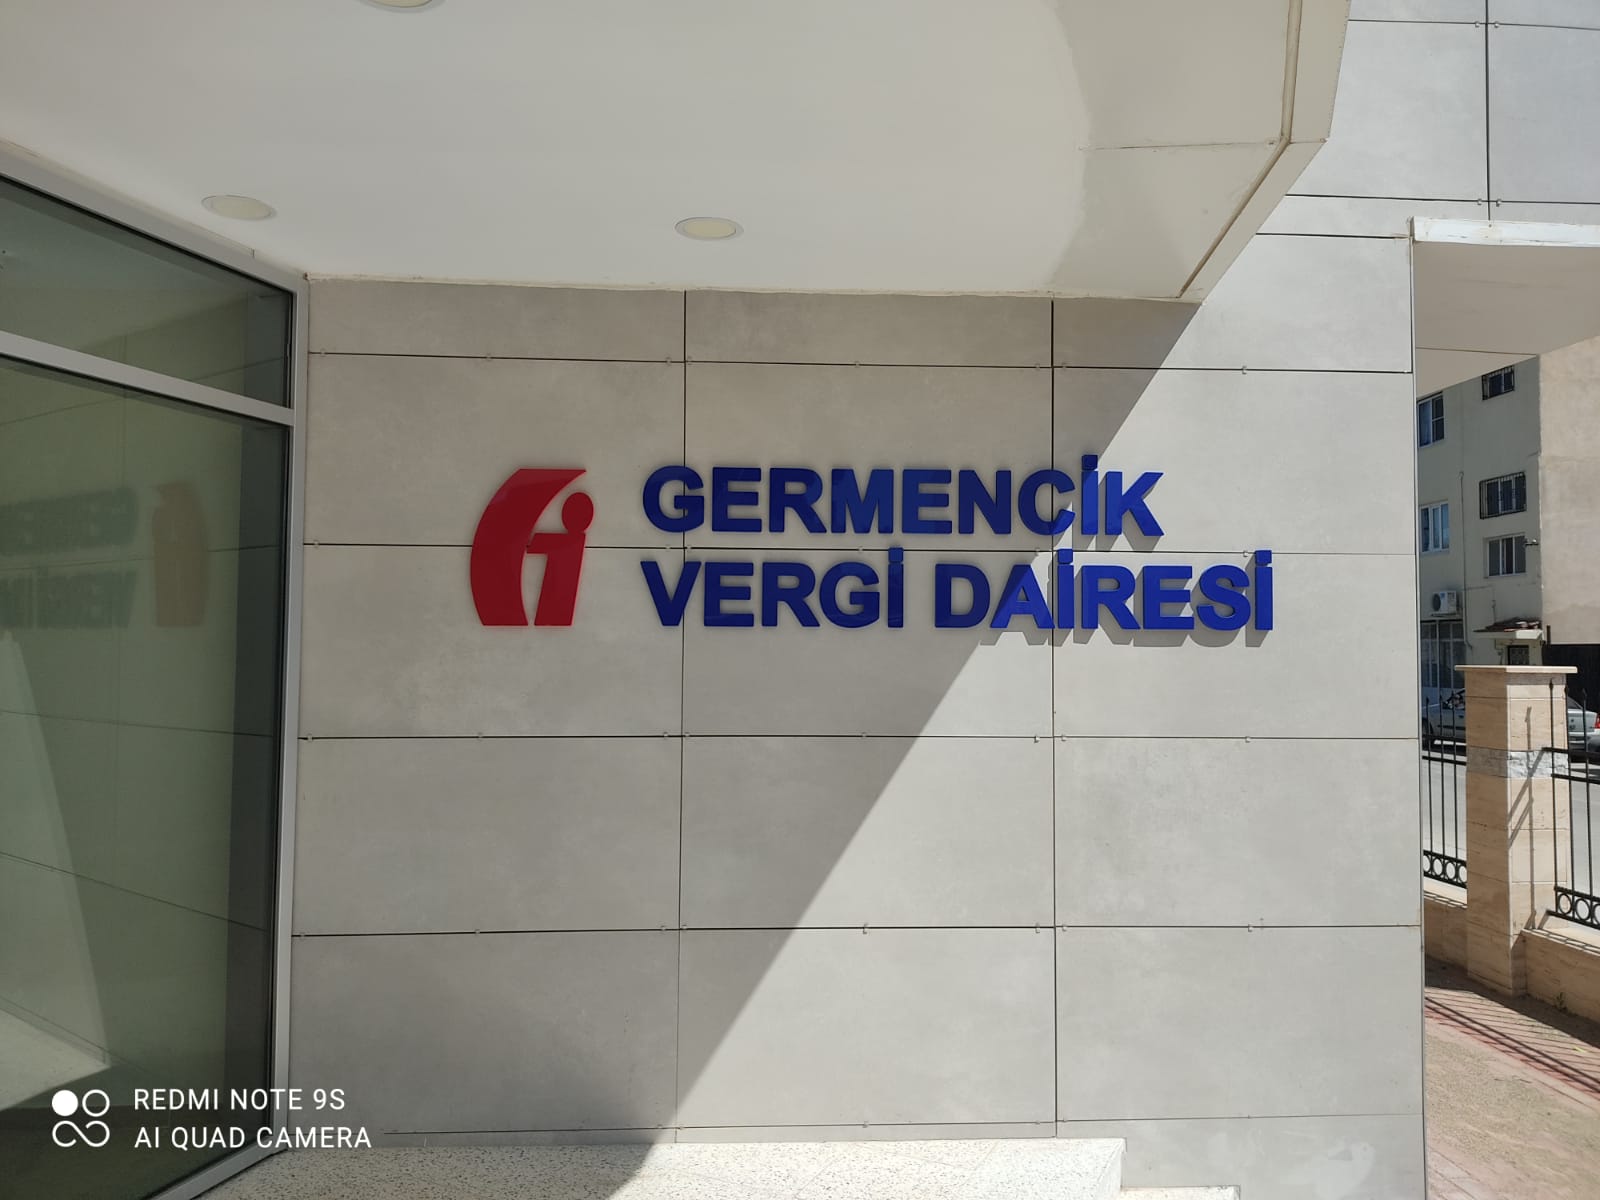 GERMENCİK
VERGİ DAİRESİ
REDMI NOTE 9S
AI QUAD CAMERA